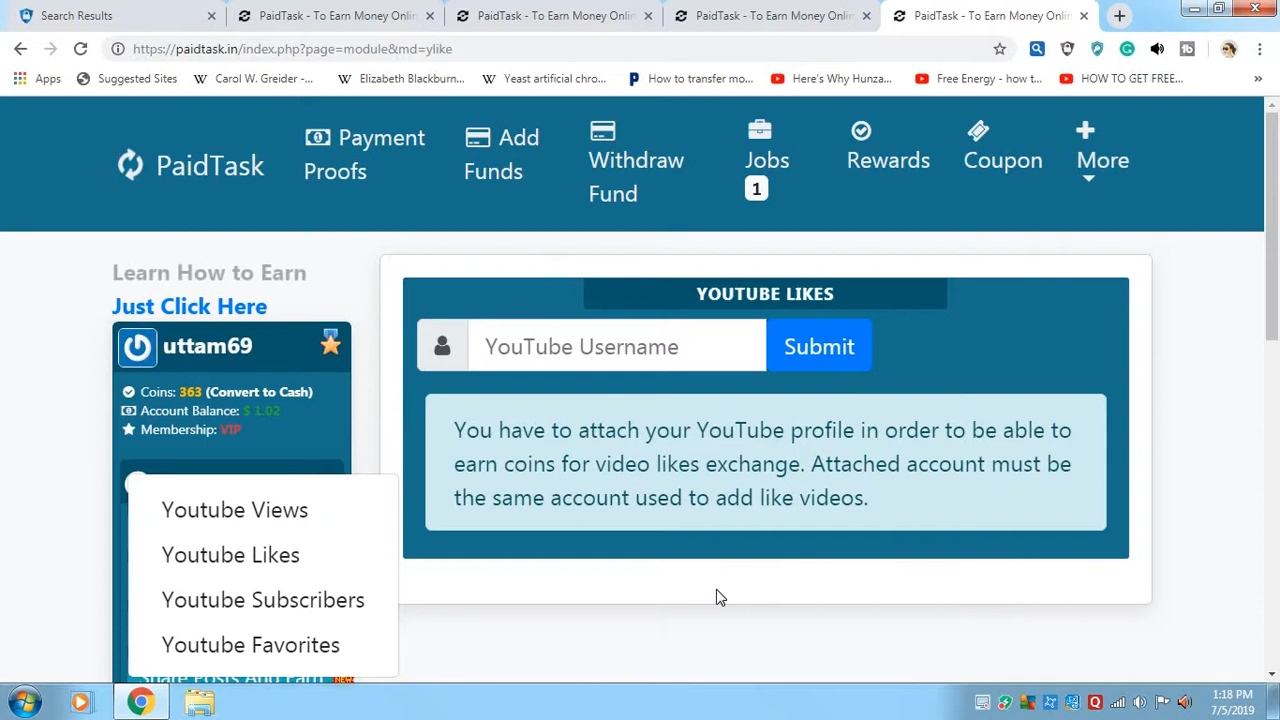 Search Results
PaidTask - To Earn Money Onlin
PaidTask - To Earn Money Onlin
PaidTask - To Earn Money Onlin
PaidTask - To Earn Money Onlin
https://paidtask.in/index.php?page=module&md=ylike
Apps
Suggested Sites
Carol W. Greider -...
Elizabeth Blackburn...
Yeast artificial chro...
How to transfer mo...
Here's Why Hunza...
Free Energy - how t...
HOW TO GET FREE...
PaidTask
Payment
Proofs
Add
Funds
Withdraw
Fund
Jobs
1
Rewards
Coupon
More
Learn How to Earn
Just Click Here
uttam69
Coins: 363 (Convert to Cash)
Account Balance: $ 1.02
Membership: VIP
Youtube Views
Youtube Likes
Youtube Subscribers
Youtube Favorites
Share Posts And Earn
YOUTUBE LIKES
YouTube Username
Submit
You have to attach your YouTube profile in order to be able to
earn coins for video likes exchange. Attached account must be
the same account used to add like videos.
1:18 PM
7/5/2019